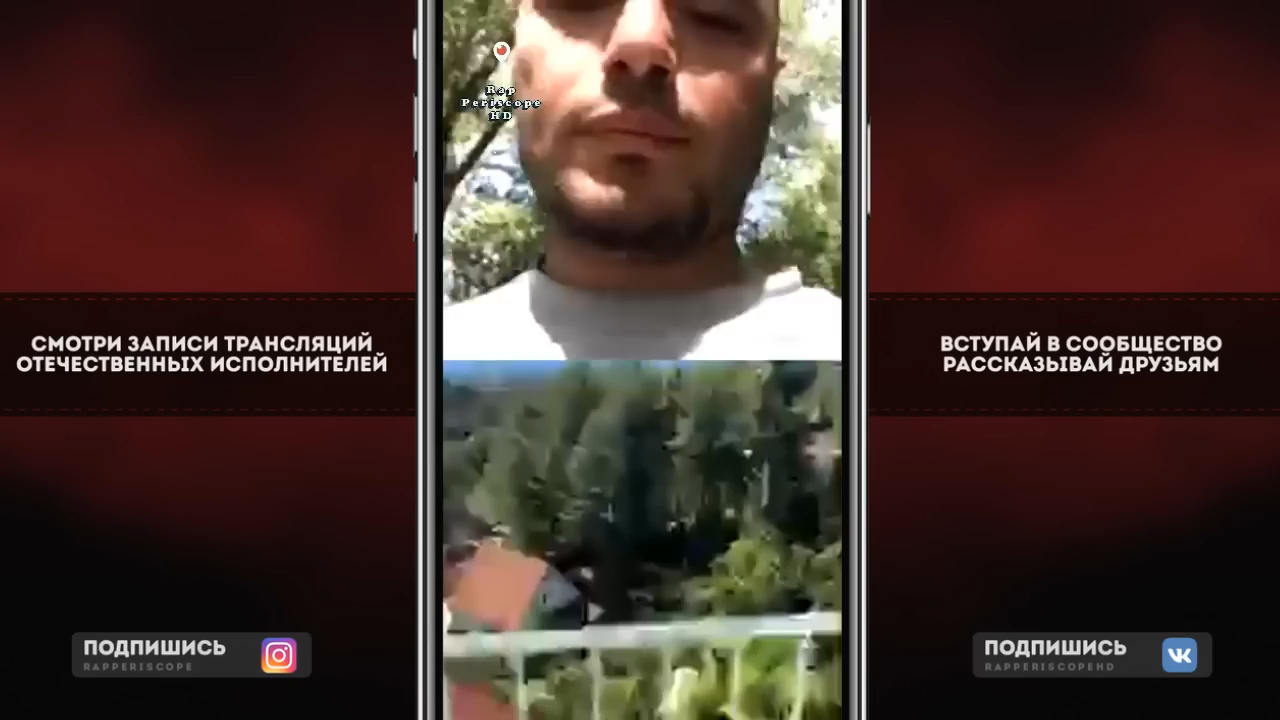 Rap
Periscope
HD
СМОТРИ ЗАПИСИ ТРАНСЛЯЦИЙ
ОТЕЧЕСТВЕННЫХ ИСПОЛНИТЕЛЕЙ
ВСТУПАЙ В СООБЩЕСТВО
РАССКАЗЫВАЙ ДРУЗЬЯМ
ПОДПИШИСЬ
RAPPERISCOPE
ПОДПИШИСЬ
RAPPERISCOPEHD